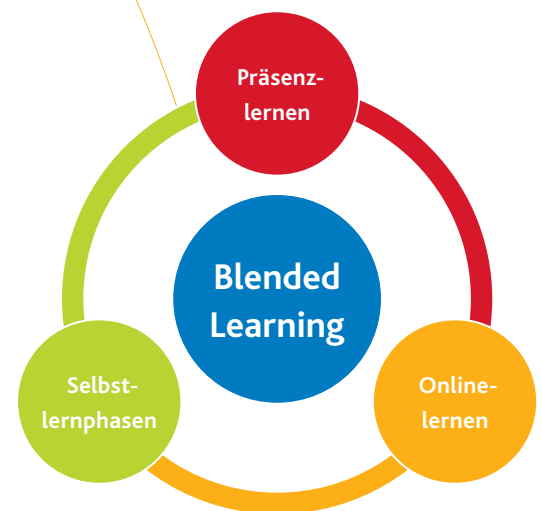 Präsenz-
lernen
Blended
Learning
Selbst-
lernphasen
Online-
lernen